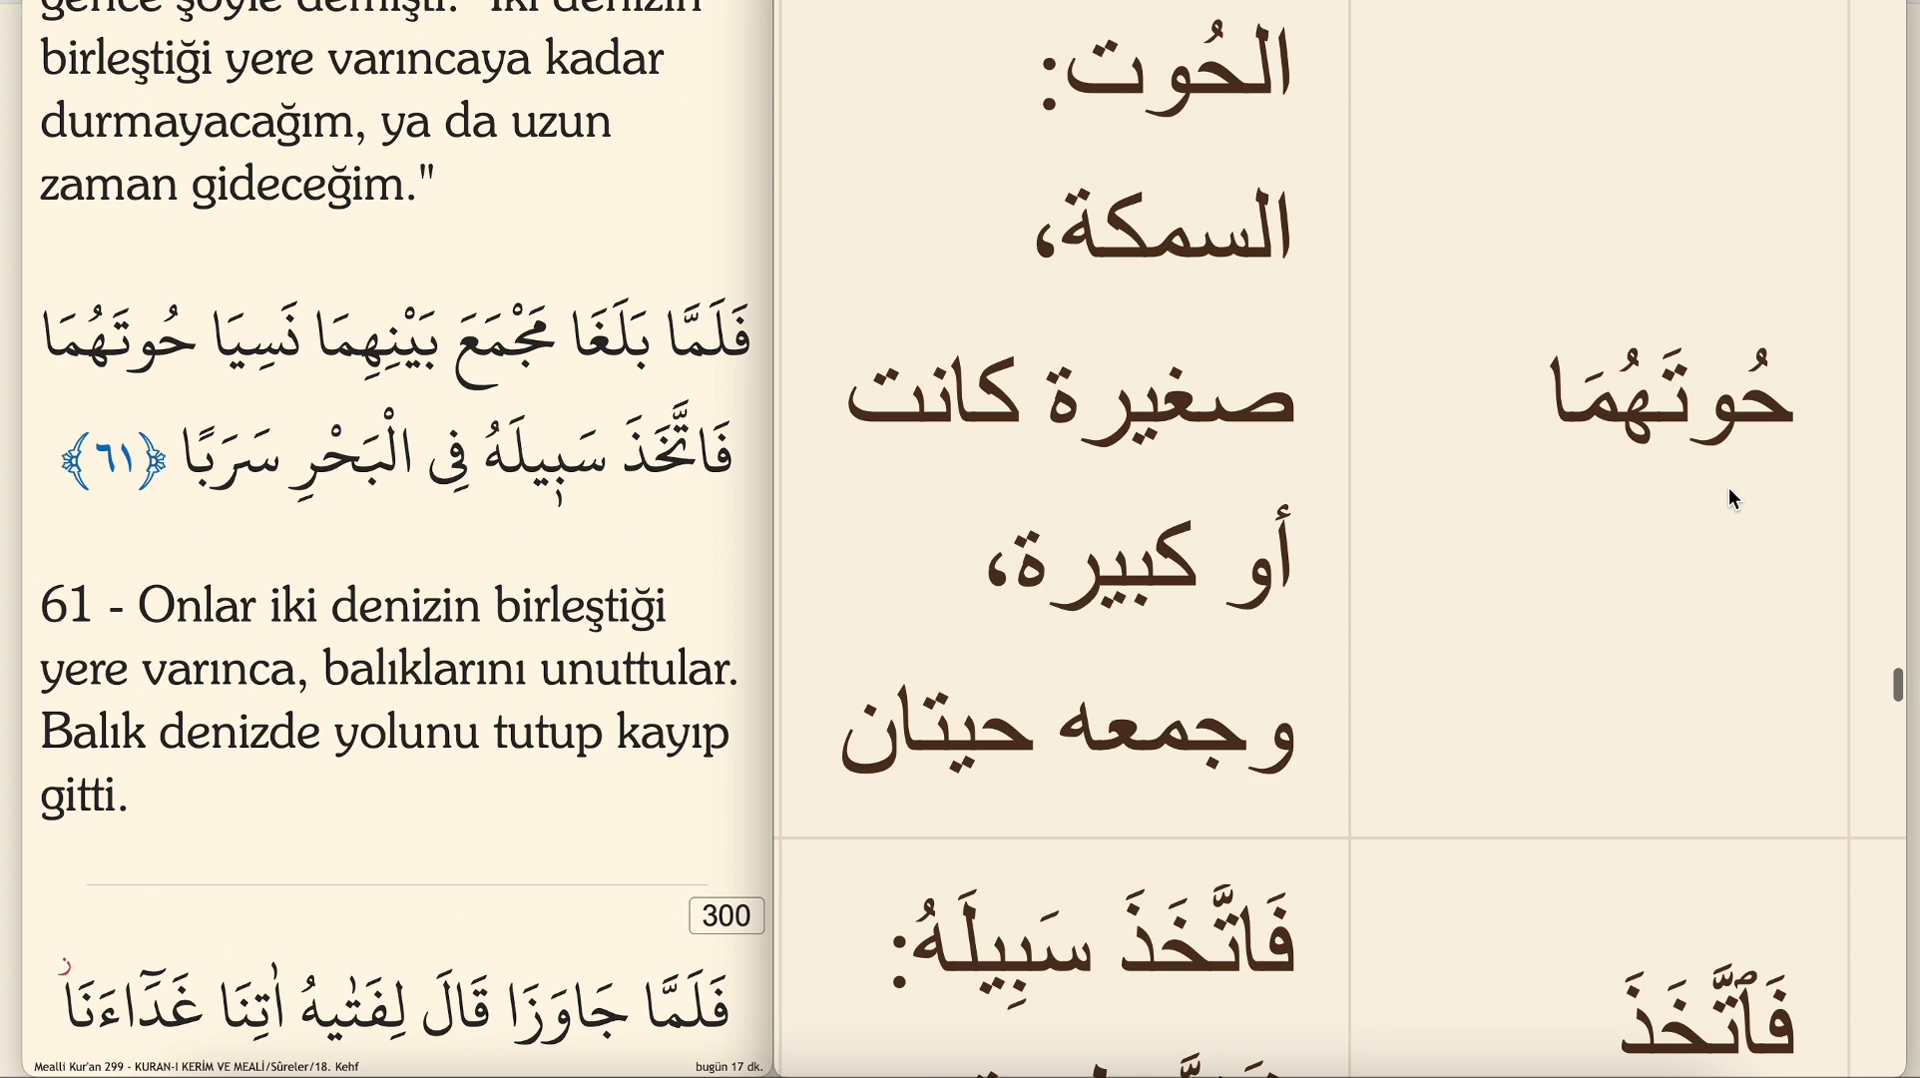 birleştiği yere varıncaya kadar
durmayacağım, ya da uzun
zaman gideceğim."
فَلَمَّا بَلَغَا مَجْمَعَ بَيْنِهِمَا نَسِيَا حُوتَهُمَا
فَاتَّخَذَ سَبٖيلَهُ فِى الْبَحْرِ سَرَبًا ﴿٦١﴾
61 - Onlar iki denizin birleştiği
yere varınca, balıklarını unuttular.
Balık denizde yolunu tutup kayıp
gitti.
300
فَلَمَّا جَاوَزَا قَالَ لِفَتٰيهُ اٰتِنَا غَدَٓاءَنَاؗ
Mealli Kur'an 299 - KURAN-I KERİM VE MEALİ/Sûreler/18. Kehf
bugün 17 dk.
حُوتَهُمَا
الحُوت:
السمكة،
صغيرة كانت
أو كبيرة،
وجمعه حيتان
فَٱتَّخَذَ
فَاتَّخَذَ سَبِيلَهُ: